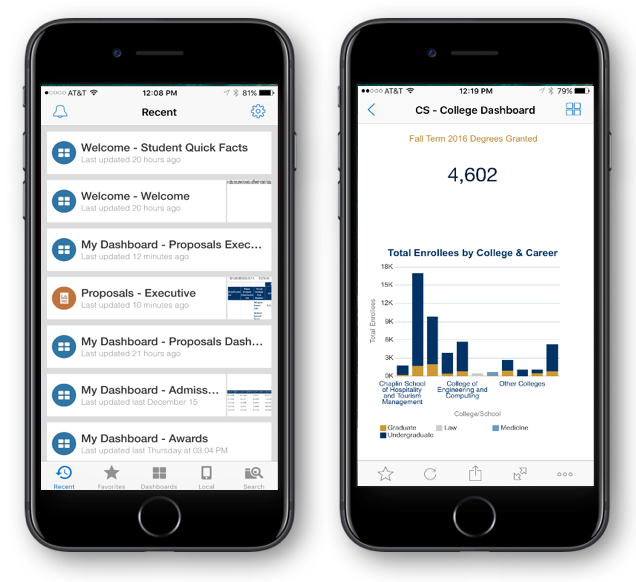 AT&T 12:08 PM 81%
Recent
Welcome - Student Quick Facts
Last updated 20 hours ago
Welcome - Welcome
Last updated 20 hours ago
My Dashboard - Proposals Exec...
Last updated 12 minutes ago
Proposals - Executive
Last updated 10 minutes ago
My Dashboard - Proposals Dash...
Last updated 21 hours ago
My Dashboard - Admiss...
Last updated last December 15
My Dashboard - Awards
Last updated last Thursday at 03:04 PM
Recent Favorites Dashboards Local Search
AT&T 12:19 PM 79%
CS - College Dashboard
Fall Term 2016 Degrees Granted
4,602
Total Enrollees by College & Career
Total Enrollees
18K
15K
12K
9K
6K
3K
0K
Chaplin School
of Hospitality
and Tourism
Management
College of
Engineering and
Computing
Other Colleges
College/School
Graduate Law Medicine
Undergraduate